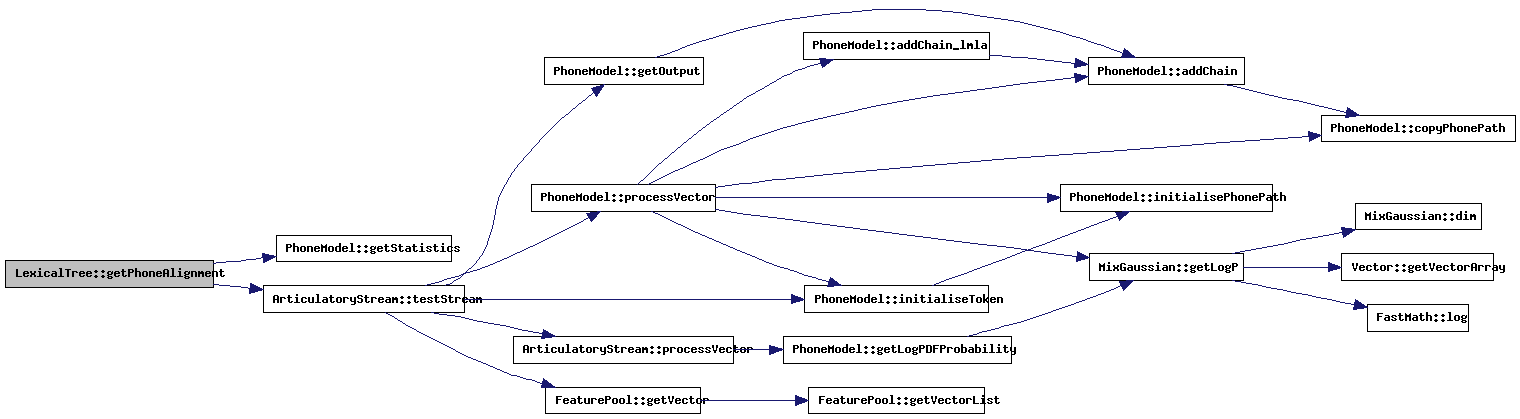 LexicalTree::getPhoneAlignment
PhoneModel::getStatistics
ArticulatoryStream::testStream
PhoneModel::getOutput
PhoneModel::processVector
ArticulatoryStream::processVector
FeaturePool::getVector
PhoneModel::addChain_lmla
PhoneModel::initialiseToken
PhoneModel::getLogPDFProbability
FeaturePool::getVectorList
PhoneModel::addChain
PhoneModel::initialisePhonePath
MixGaussian::getLogP
PhoneModel::copyPhonePath
MixGaussian::dim
Vector::getVectorArray
FastMath::log